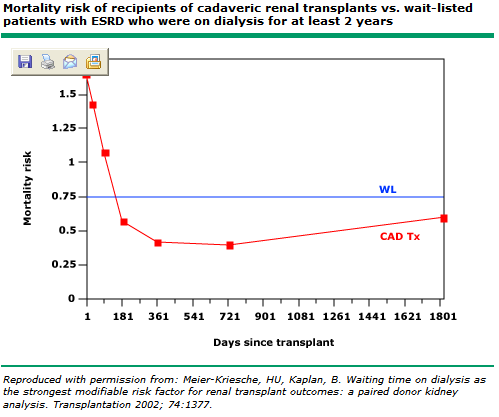 Mortality risk of recipients of cadaveric renal transplants vs. wait-listed
patients with ESRD who were on dialysis for at least 2 years
1.5
1.25
1
0.75
0.5
0.25
0
Mortality risk
WL
CAD Tx
1 181 361 541 721 901 1081 1261 1441 1621 1801
Days since transplant
Reproduced with permission from: Meier-Kriesche, HU, Kaplan, B. Waiting time on dialysis as
the strongest modifiable risk factor for renal transplant outcomes: a paired donor kidney
analysis. Transplantation 2002; 74:1377.